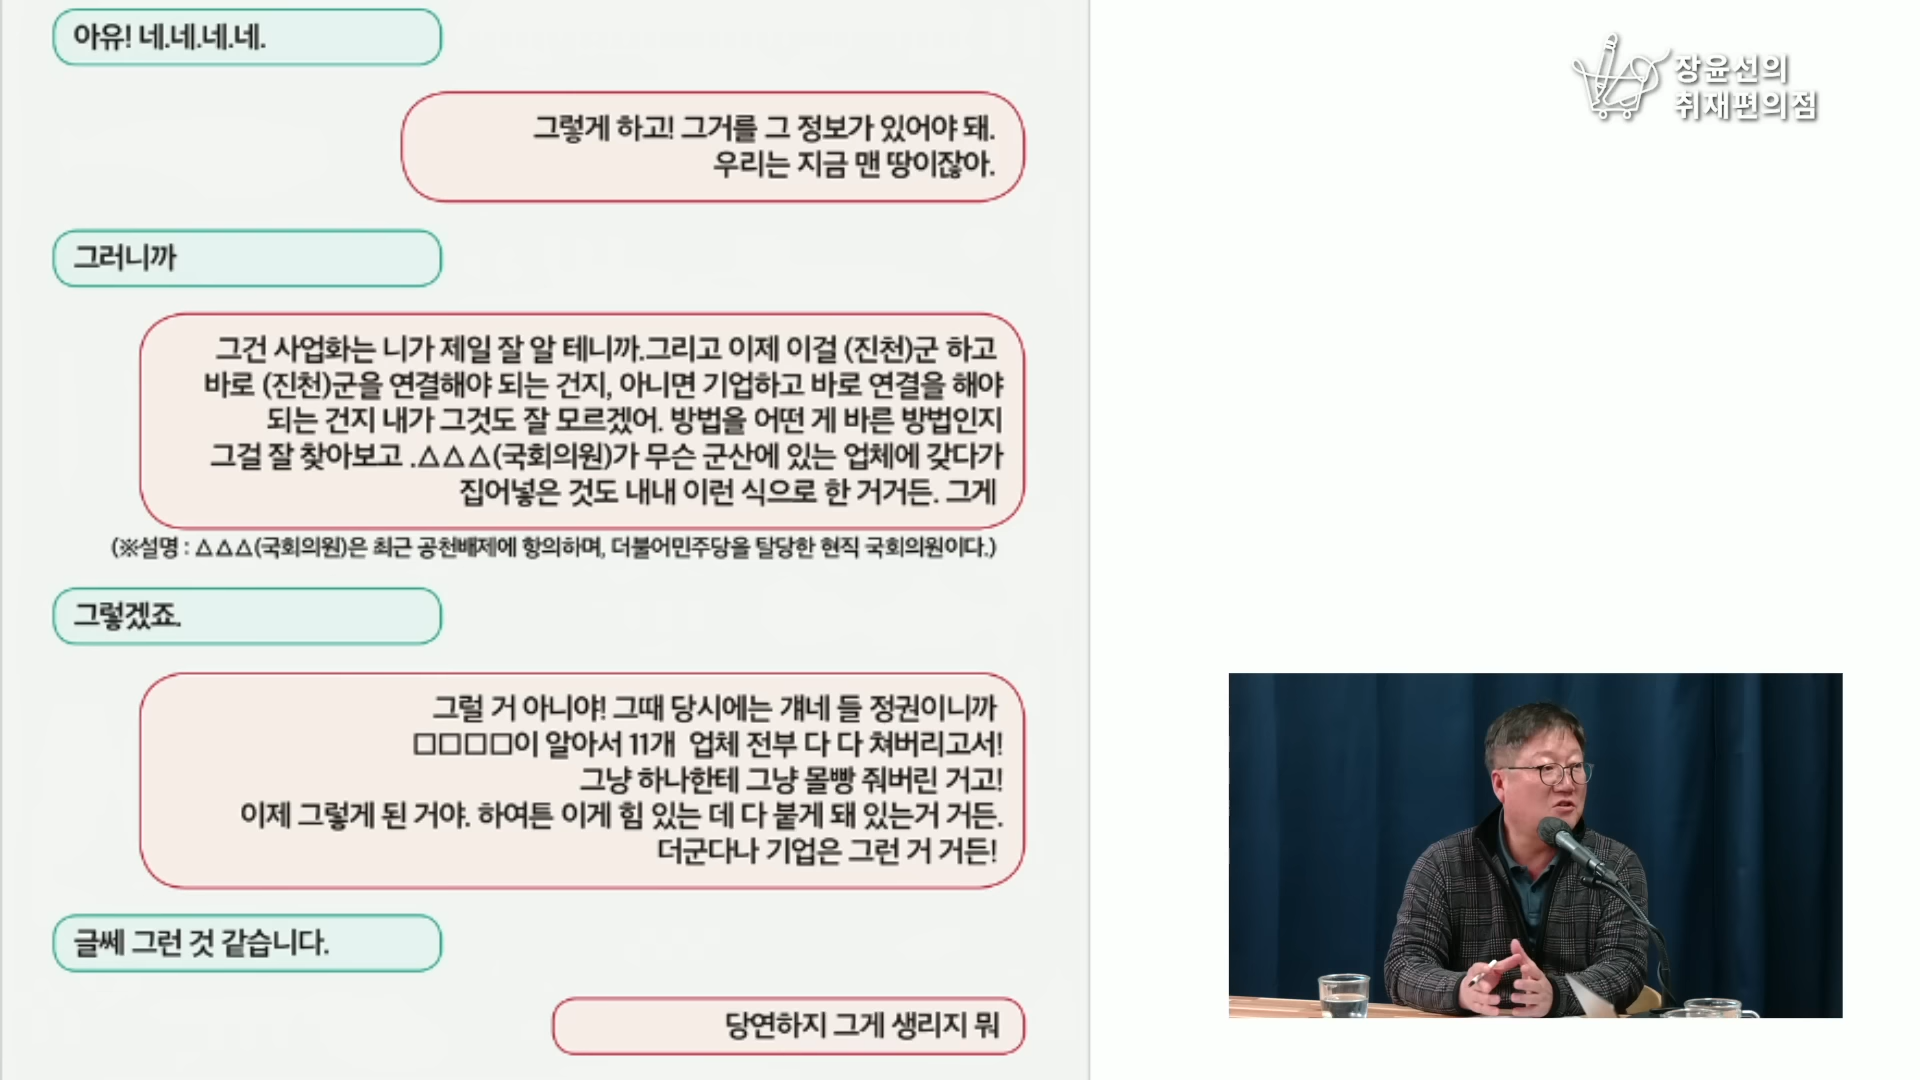 아유! 네.네.네.네.
그렇게 하고! 그거를 그 정보가 있어야 돼.
우리는 지금 맨 땅이잖아.
그러니까
그건 사업화는 니가 제일 잘 알 테니까.그리고 이제 이걸 (진천)군 하고
바로 (진천)군을 연결해야 되는 건지, 아니면 기업하고 바로 연결을 해야
되는 건지 내가 그것도 잘 모르겠어. 방법을 어떤 게 바른 방법인지
그걸 잘 찾아보고 .△△△(국회의원)가 무슨 군산에 있는 업체에 갖다가
집어넣은 것도 내내 이런 식으로 한 거거든. 그게
(※설명 : △△△(국회의원)은 최근 공천배제에 항의하며, 더불어민주당을 탈당한 현직 국회의원이다.)
그렇겠죠.
그럴 거 아니야! 그때 당시에는 걔네 들 정권이니까
□□□□이 알아서 11개 업체 전부 다 다 쳐버리고서!
그냥 하나한테 그냥 몰빵 줘버린 거고!
이제 그렇게 된 거야. 하여튼 이게 힘 있는 데 다 붙게 돼 있는거 거든.
더군다나 기업은 그런 거 거든!
글쎄 그런 것 같습니다.
당연하지 그게 생리지 뭐
장윤선의
취재편의점